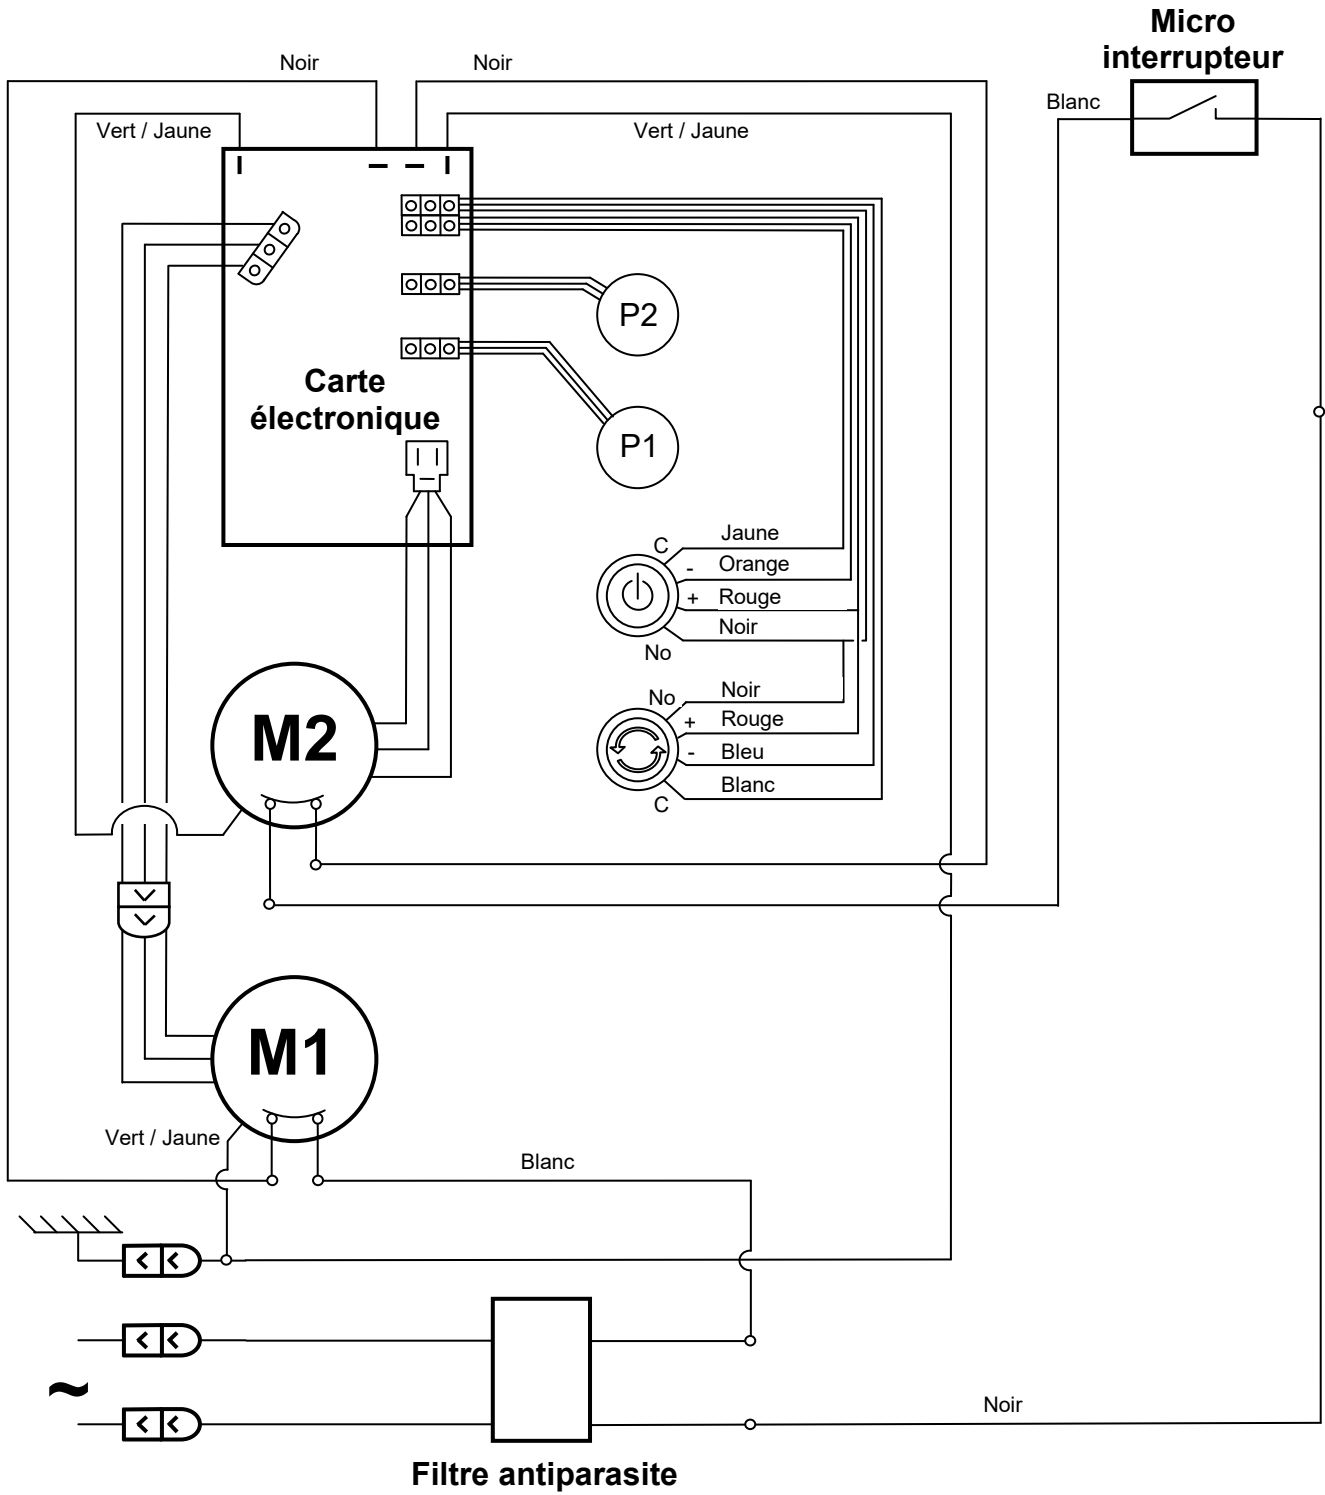 Micro
interrupteur
Noir
Noir
Blanc
Vert / Jaune
Vert / Jaune
P2
Carte
électronique
P1
C
Jaune
-
Orange
+
Rouge
Noir
No
No
Noir
+
Rouge
-
Bleu
Blanc
C
M2
M1
Vert / Jaune
Blanc
~
Noir
Filtre antiparasite